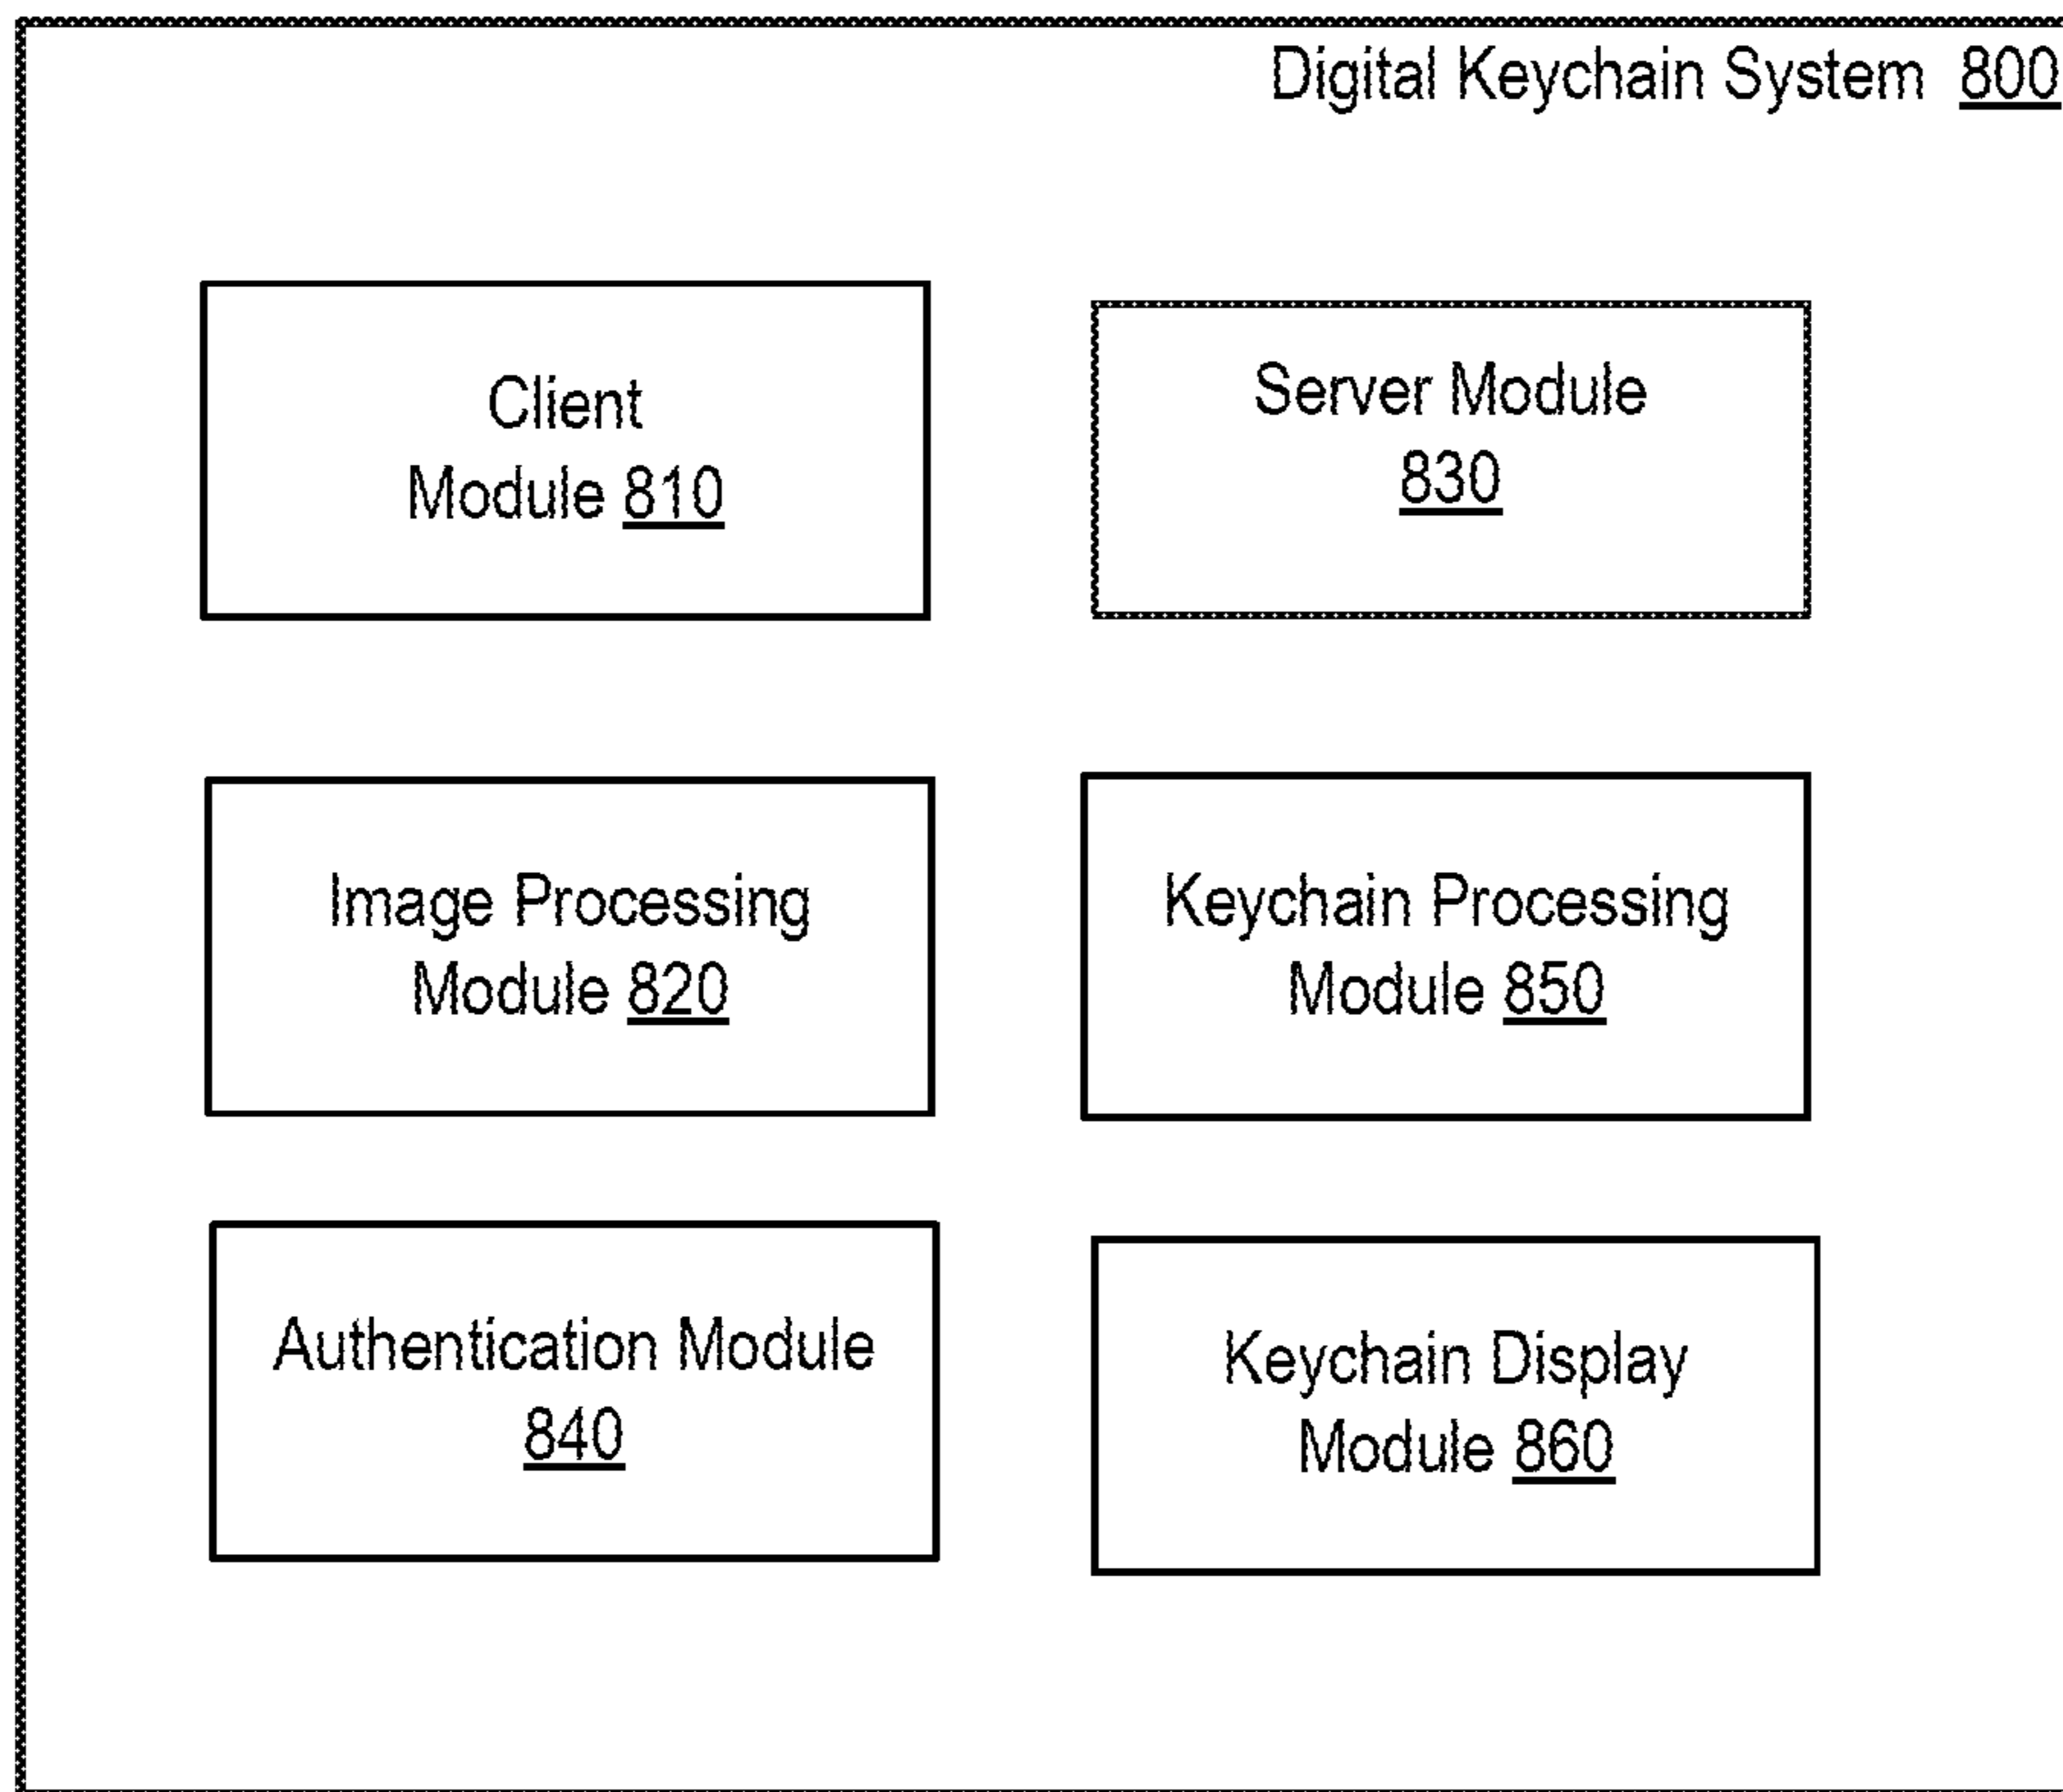 Digital Keychain System 800
Client
Module 810
Server Module
830
Image Processing
Module 820
Keychain Processing
Module 850
Authentication Module
840
Keychain Display
Module 860